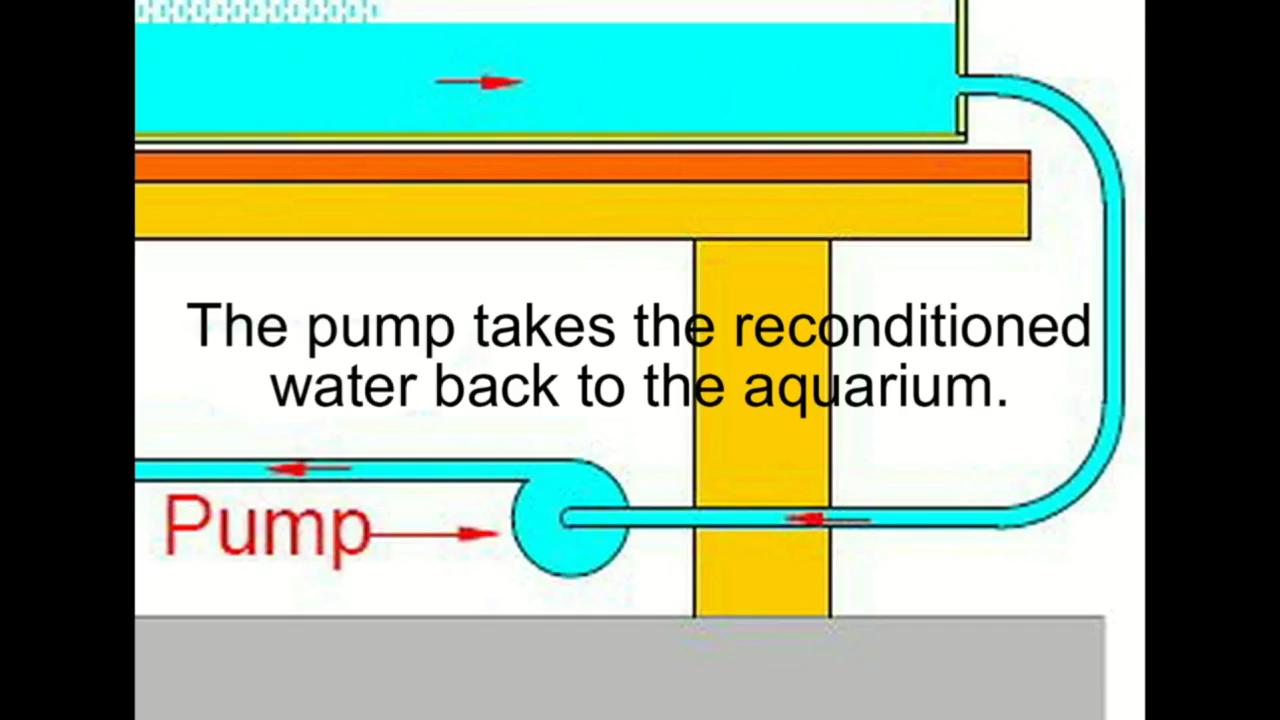 The pump takes the reconditioned
water back to the aquarium.
Pump